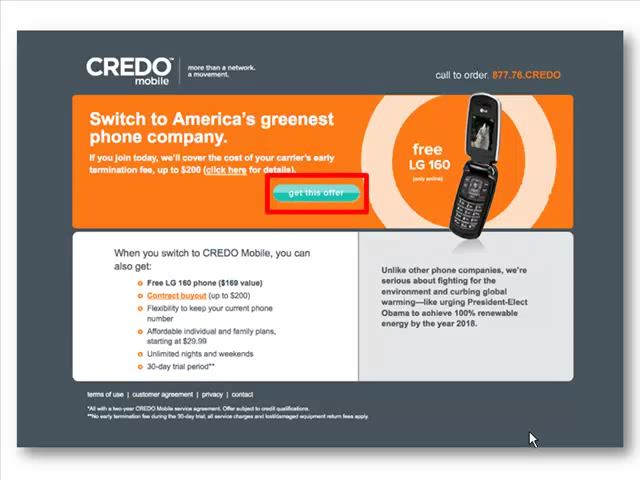 CREDO™
mobile
more than a network.
a movement.
call to order. 877.76.CREDO
Switch to America's greenest
phone company.
If you join today, we'll cover the cost of your carrier's early
termination fee, up to $200 (click here for details).
get this offer
free
LG 160
(only online)
LG
When you switch to CREDO Mobile, you can
also get:
Free LG 160 phone ($169 value)
Contract buyout (up to $200)
Flexibility to keep your current phone
number
Affordable individual and family plans,
starting at $29.99
Unlimited nights and weekends
30-day trial period**
Unlike other phone companies, we're
serious about fighting for the
environment and curbing global
warming—like urging President-Elect
Obama to achieve 100% renewable
energy by the year 2018.
terms of use | customer agreement | privacy | contact
*All with a two-year CREDO Mobile service agreement. Offer subject to credit qualifications.
**No early termination fee during the 30-day trial, all service charges and lost/damaged equipment return fees apply.